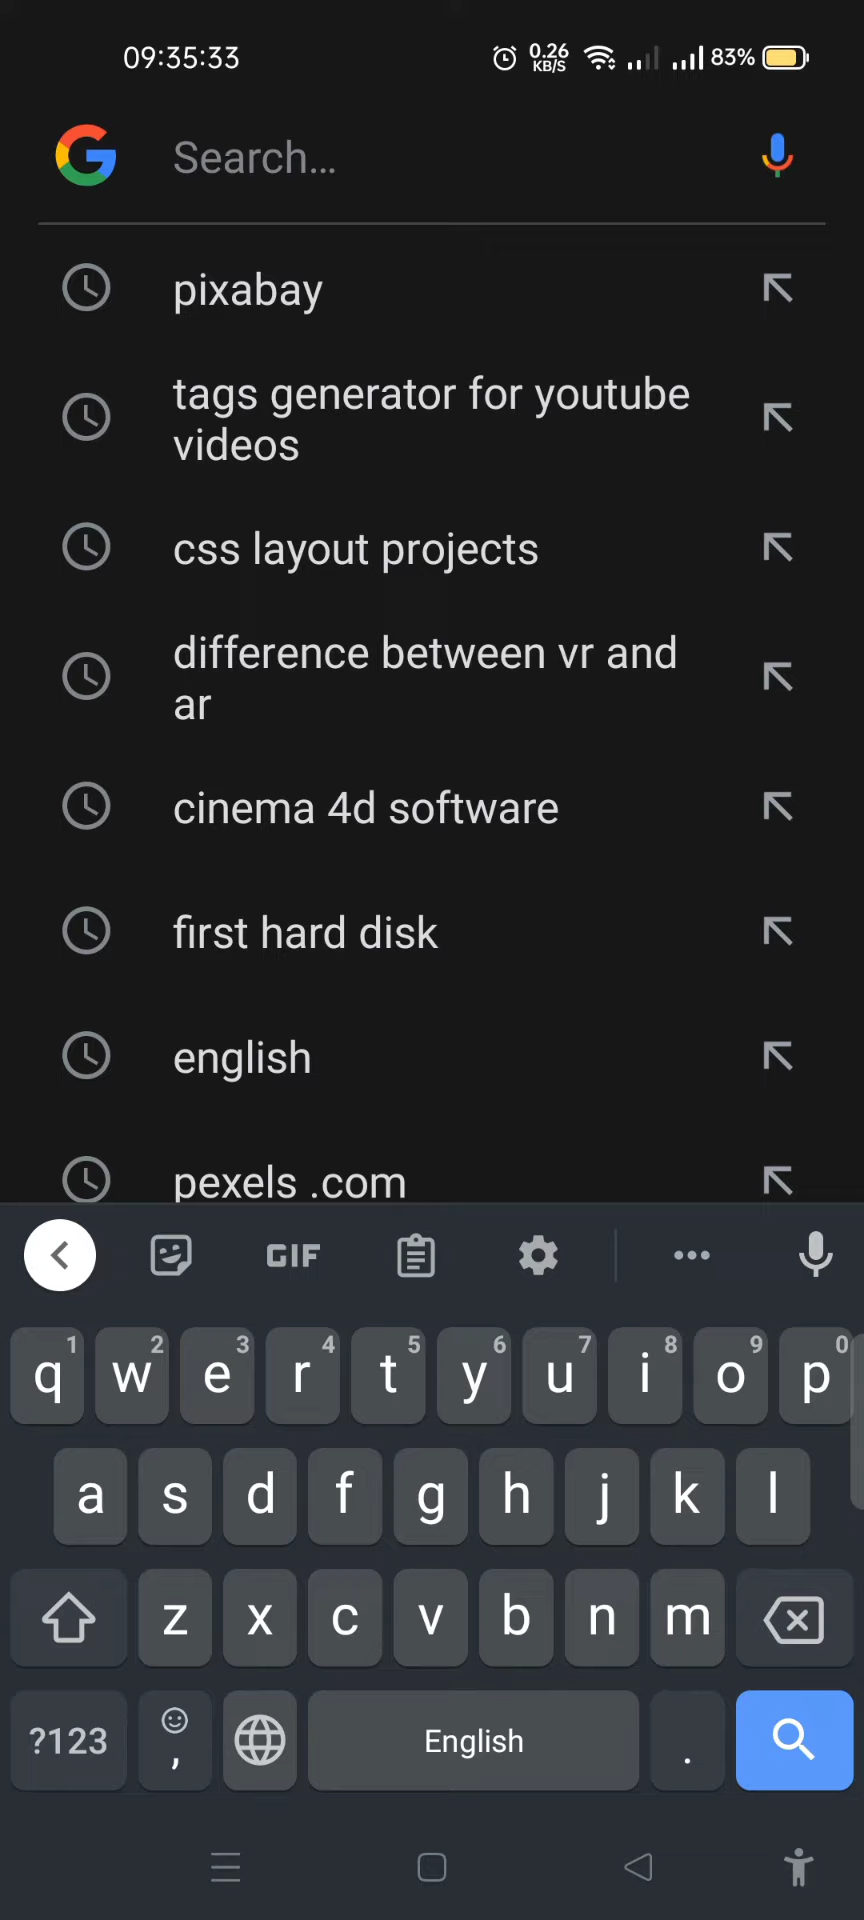 09:35:33 0.26 KB/S 83%
Search...
pixabay
tags generator for youtube
videos
css layout projects
difference between vr and
ar
cinema 4d software
first hard disk
english
pexels .com
GIF
1 2 3 4 5 6 7 8 9 0
q w e r t y u i o p
a s d f g h j k l
z x c v b n m
?123 , English .